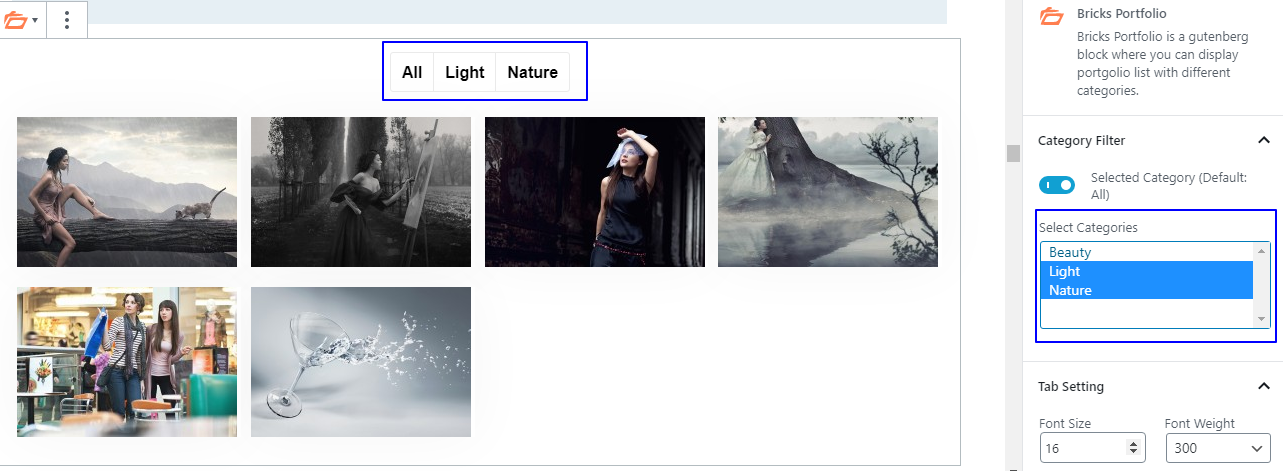 All Light Nature
Bricks Portfolio
Bricks Portfolio is a gutenberg
block where you can display
portgolio list with different
categories.
Category Filter
Selected Category (Default:
All)
Select Categories
Beauty
Light
Nature
Tab Setting
Font Size Font Weight
16 300